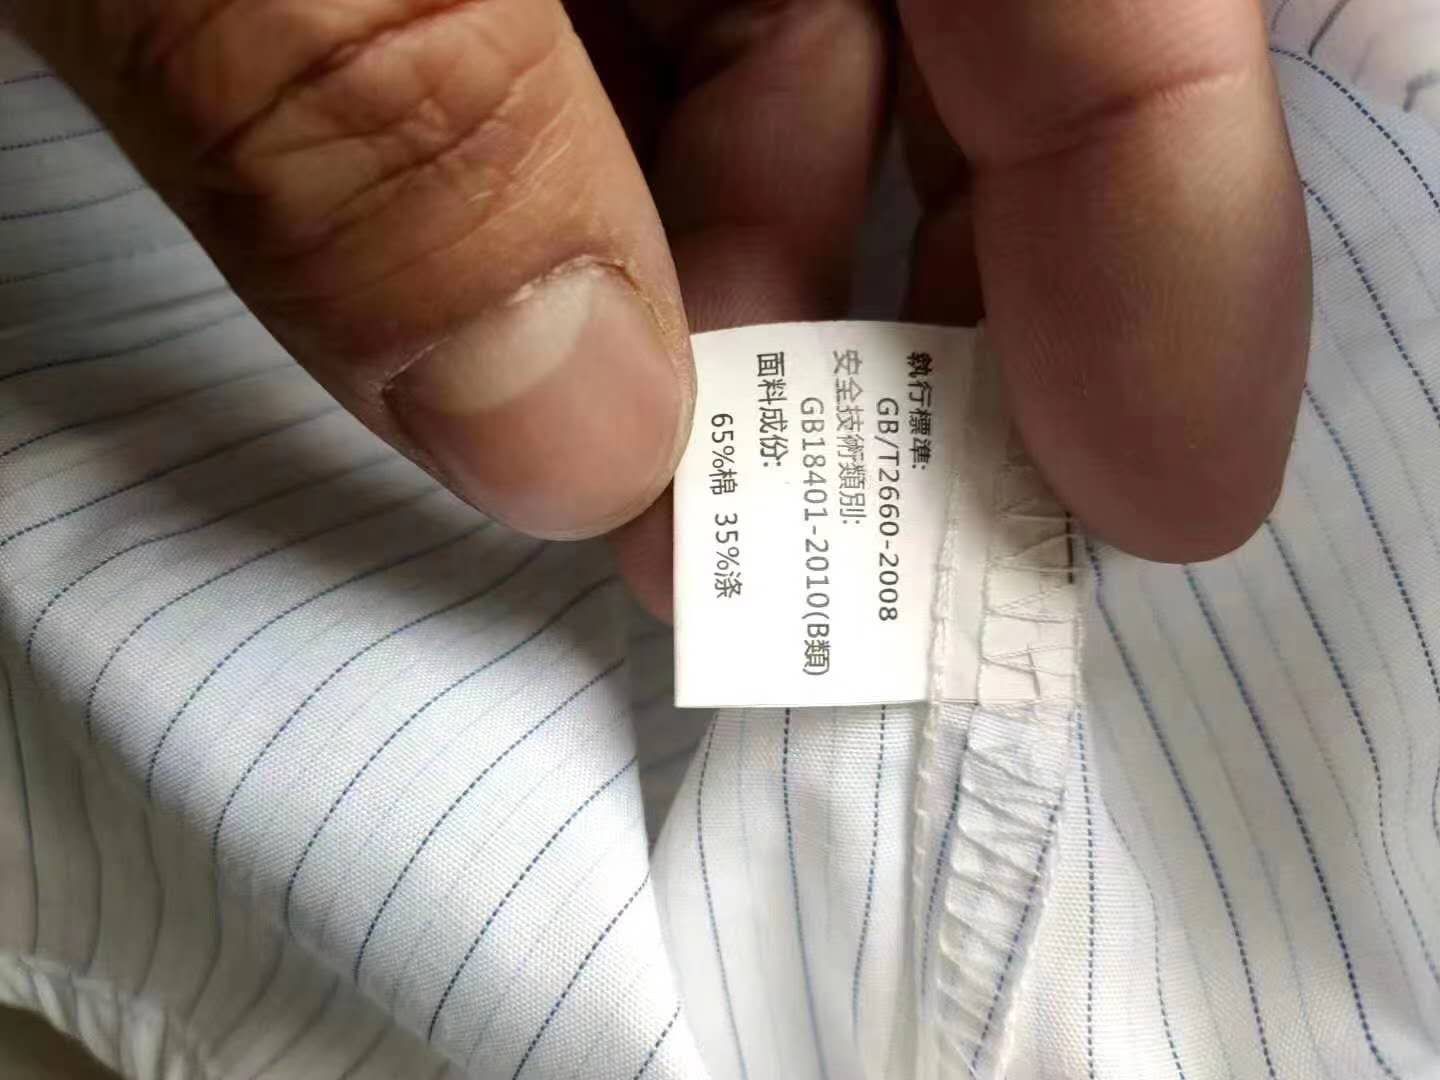 執行標準:
GB/T2660-2008
安全技術類別:
GB18401-2010(B類)
面料成份:
65%棉 35%涤